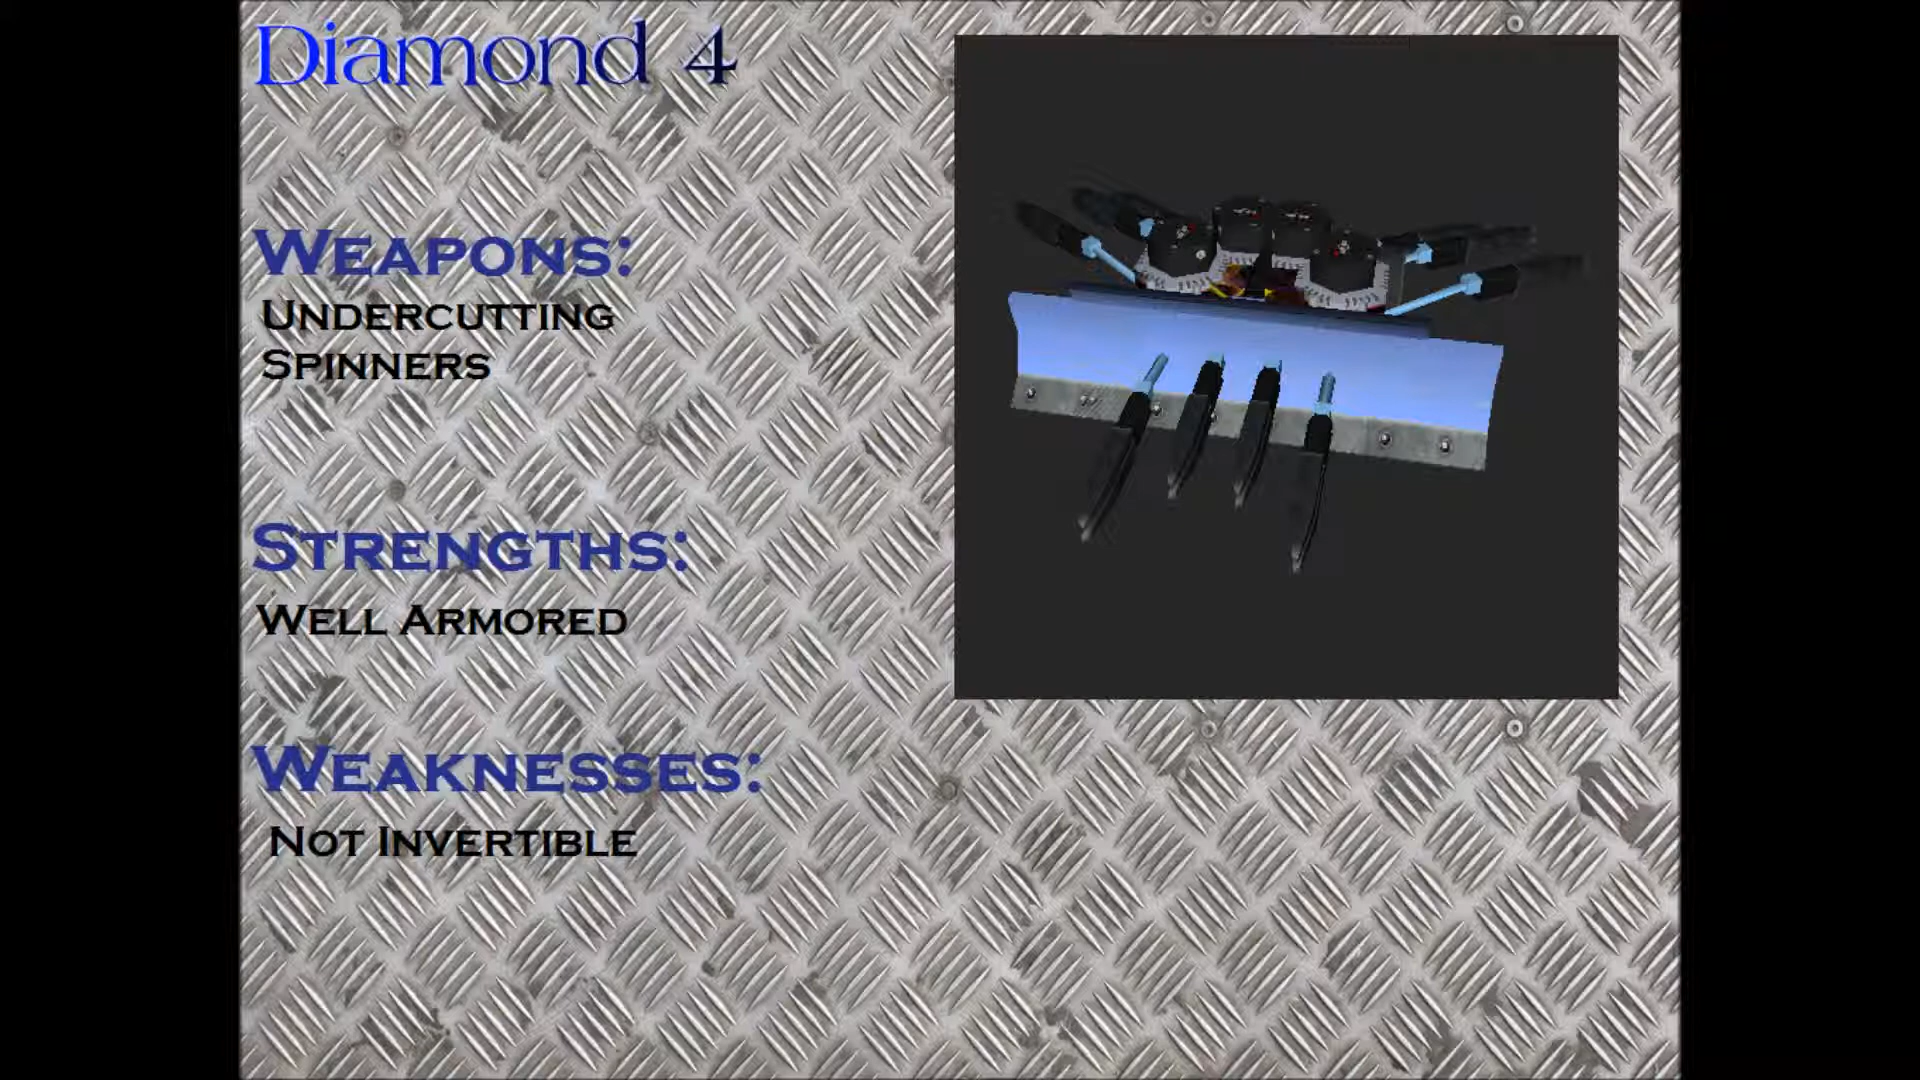 Diamond 4
Weapons:
Undercutting
Spinners
Strengths:
Well Armored
Weaknesses:
Not Invertible